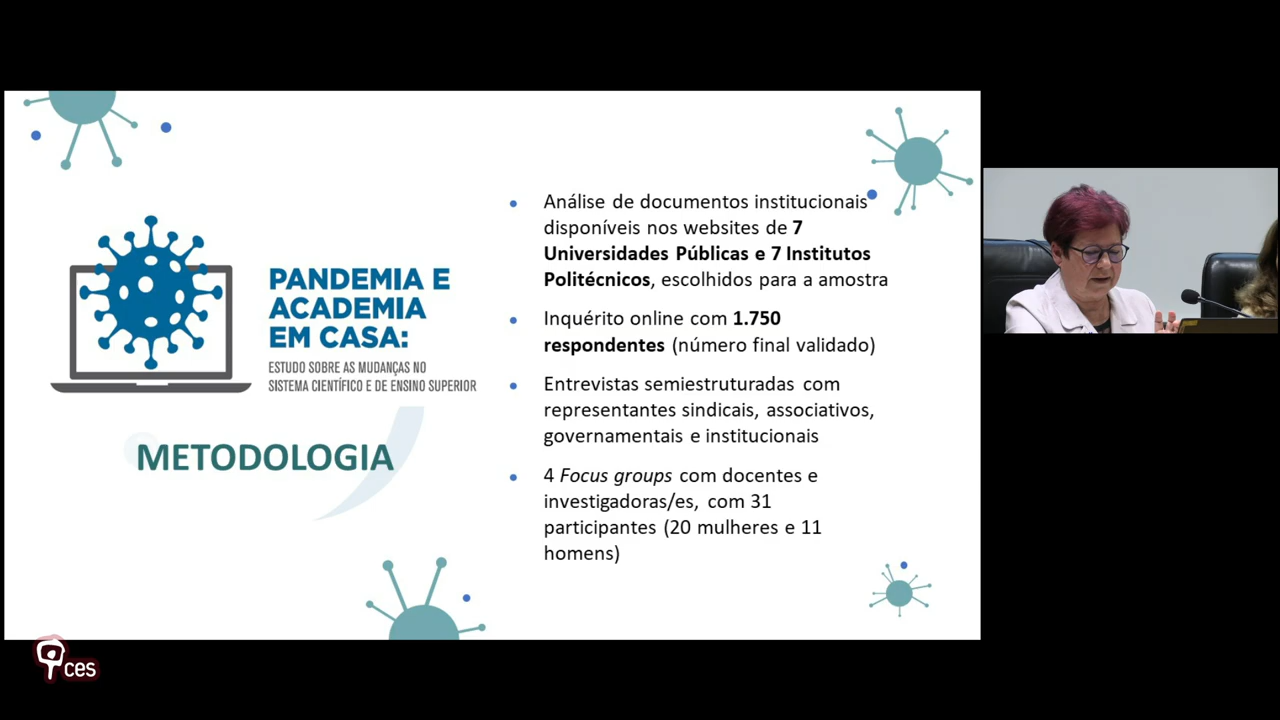 PANDEMIA E
ACADEMIA
EM CASA:
ESTUDO SOBRE AS MUDANÇAS NO
SISTEMA CIENTÍFICO E DE ENSINO SUPERIOR
METODOLOGIA
• Análise de documentos institucionais
disponíveis nos websites de 7
Universidades Públicas e 7 Institutos
Politécnicos, escolhidos para a amostra
• Inquérito online com 1.750
respondentes (número final validado)
• Entrevistas semiestruturadas com
representantes sindicais, associativos,
governamentais e institucionais
• 4 Focus groups com docentes e
investigadoras/es, com 31
participantes (20 mulheres e 11
homens)
ces